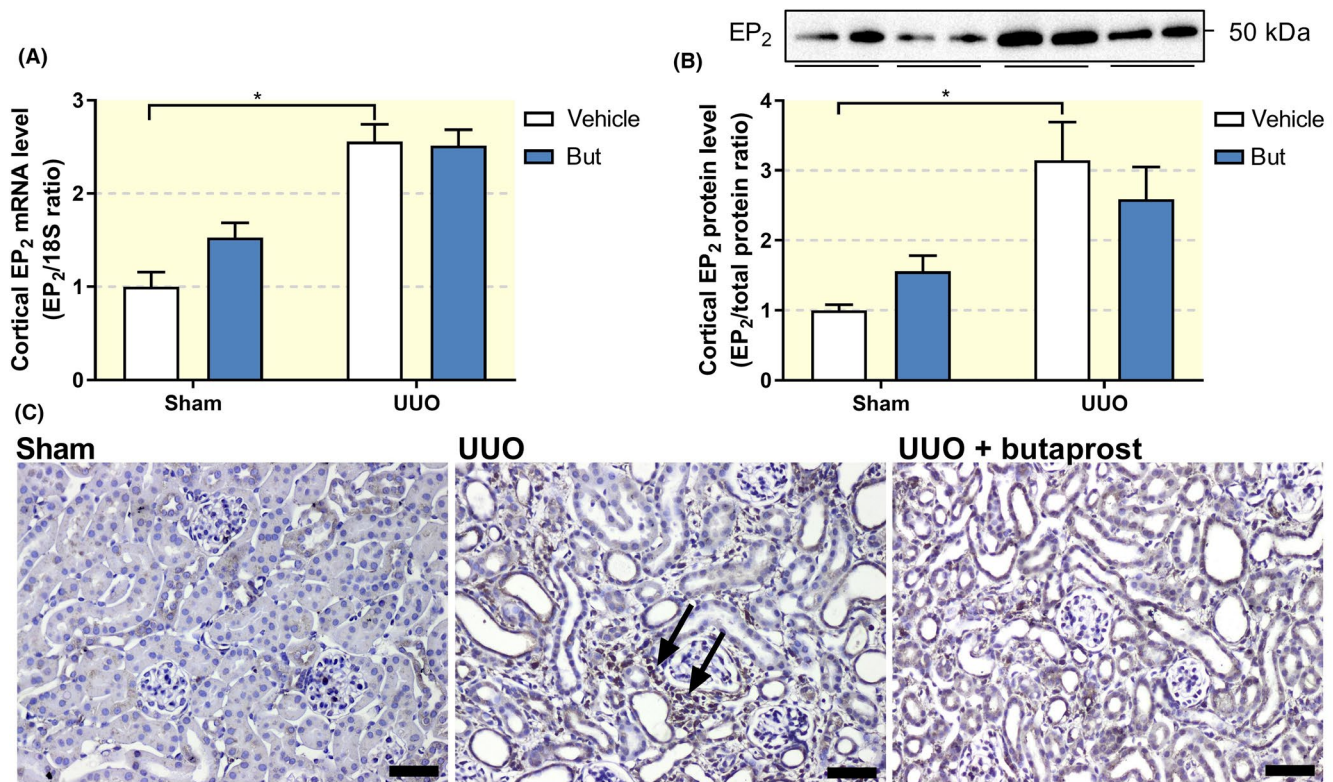 (A)
*
Cortical EP2 mRNA level
(EP2/18S ratio)
3
2
1
0
Sham
UUO
Vehicle
But
EP2
50 kDa
(B)
*
Cortical EP2 protein level
(EP2/total protein ratio)
4
3
2
1
0
Sham
UUO
Vehicle
But
(C)
Sham
UUO
UUO + butaprost